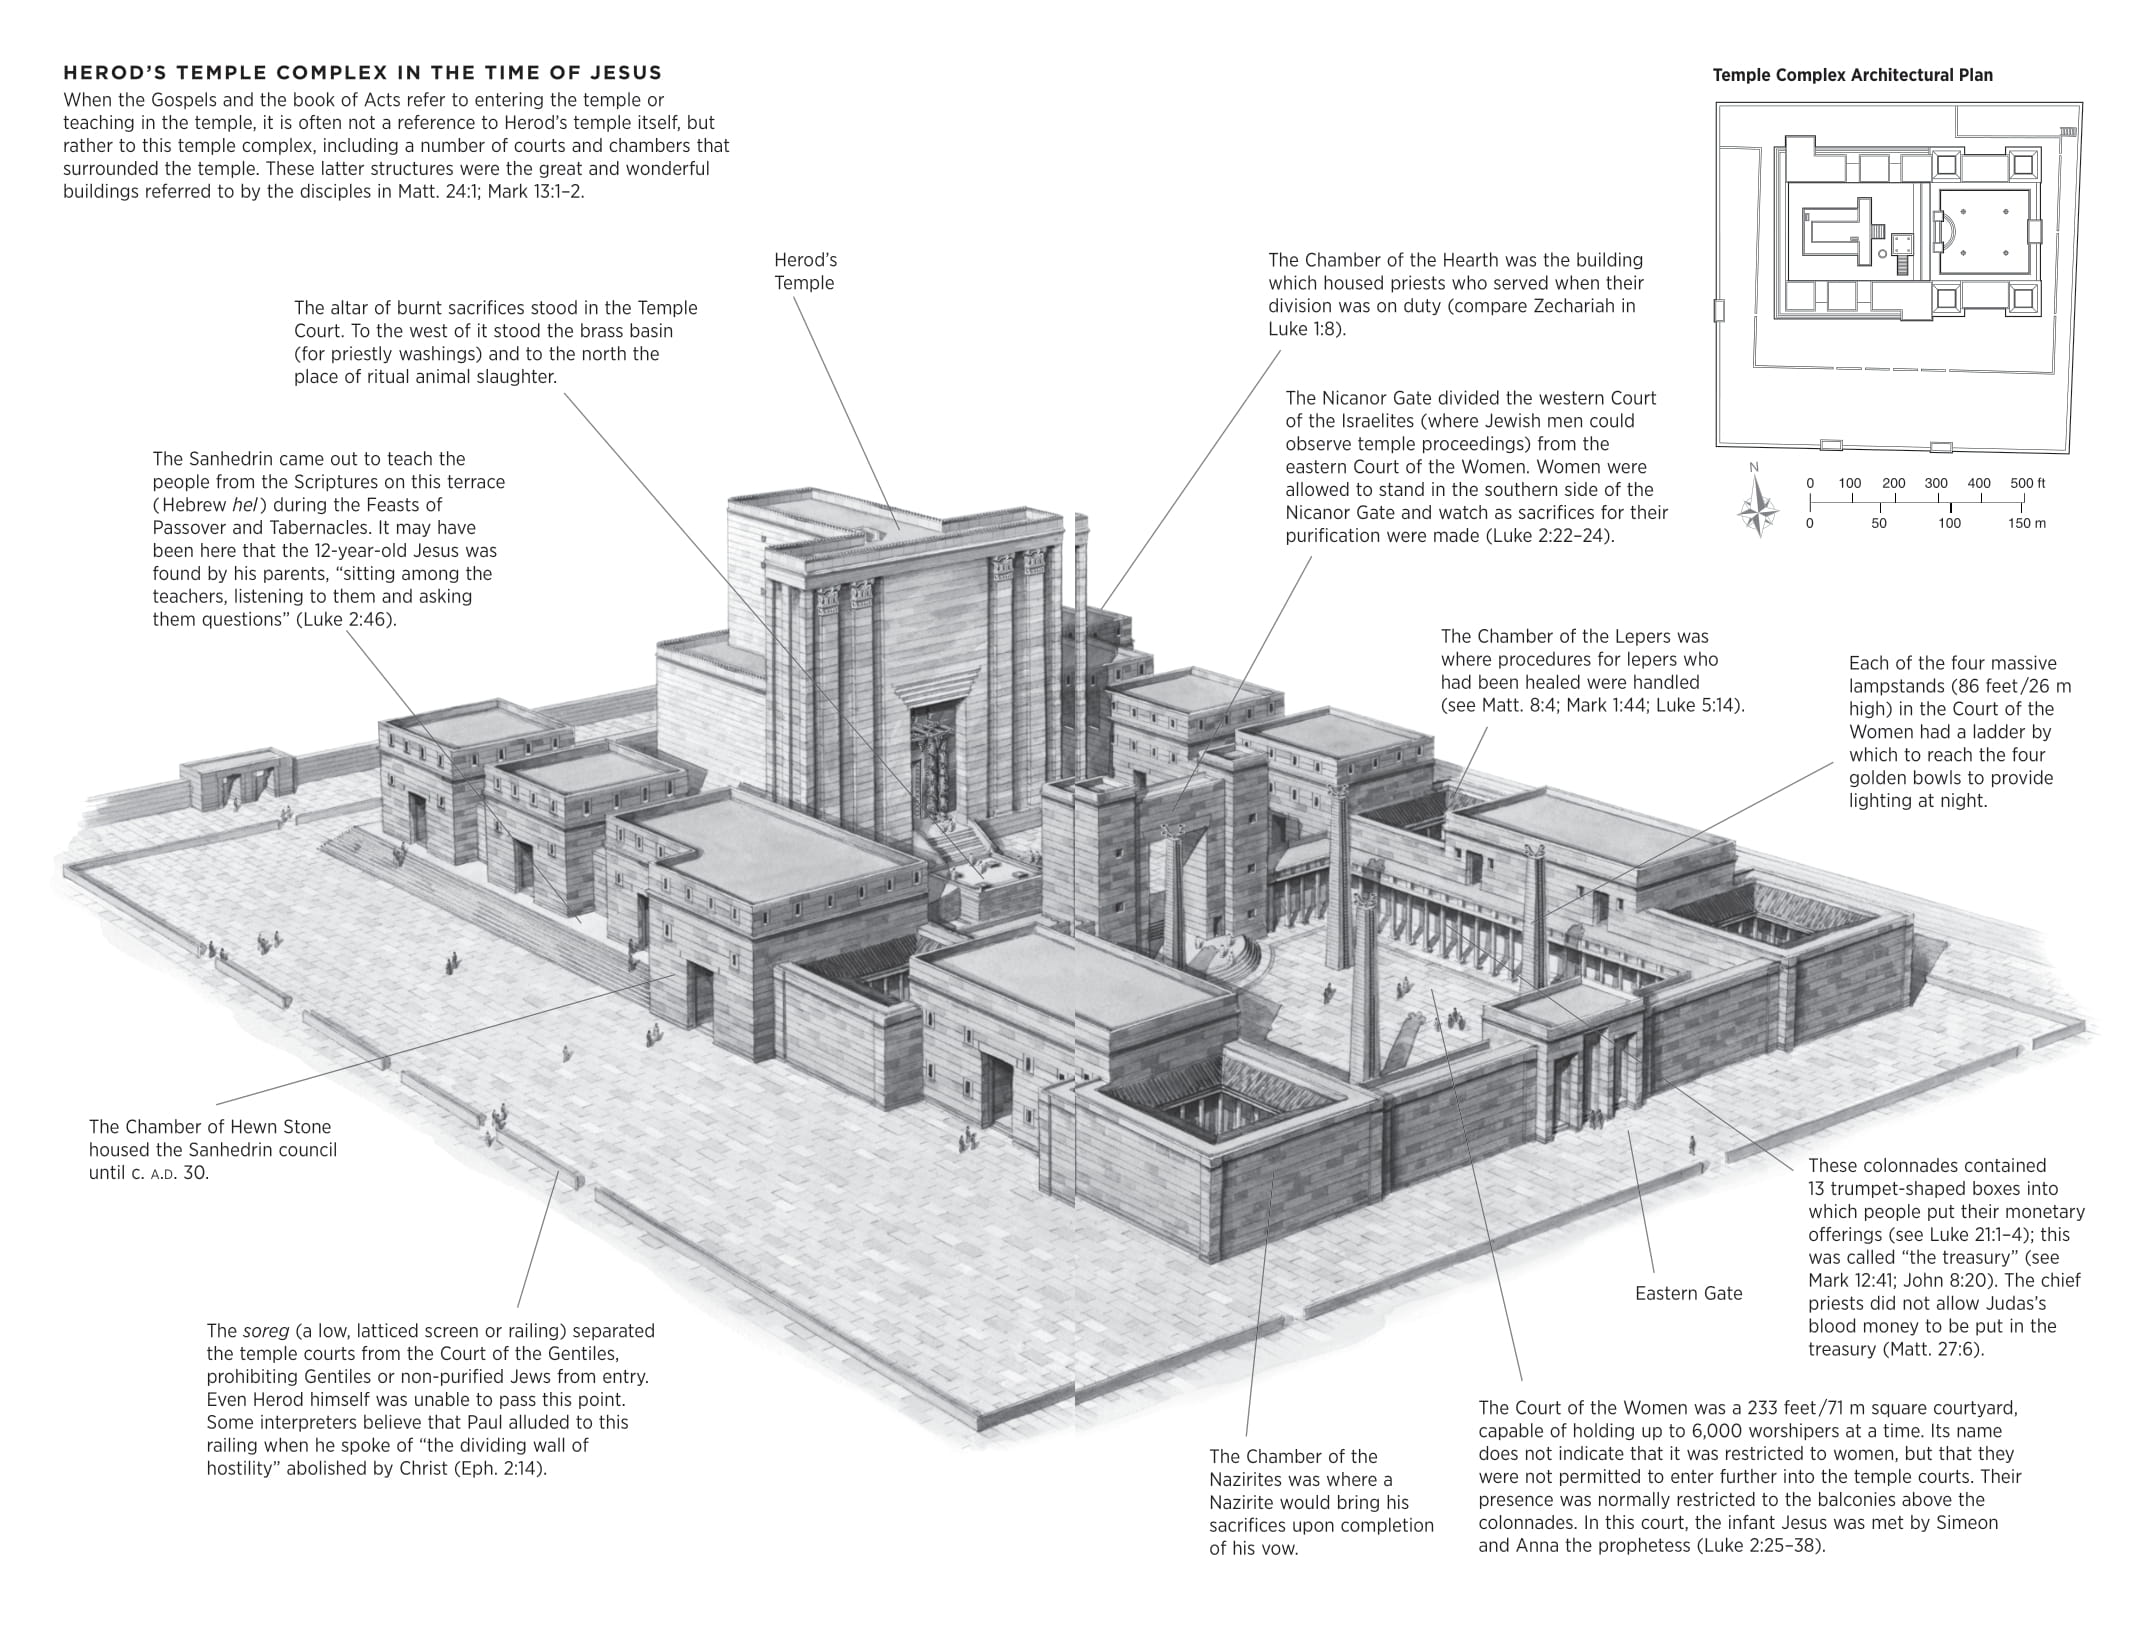 HEROD’S TEMPLE COMPLEX IN THE TIME OF JESUS
When the Gospels and the book of Acts refer to entering the temple or
teaching in the temple, it is often not a reference to Herod’s temple itself, but
rather to this temple complex, including a number of courts and chambers that
surrounded the temple. These latter structures were the great and wonderful
buildings referred to by the disciples in Matt. 24:1; Mark 13:1–2.
Temple Complex Architectural Plan
N
0 100 200 300 400 500 ft
0 50 100 150 m
Herod’s
Temple
The altar of burnt sacrifices stood in the Temple
Court. To the west of it stood the brass basin
(for priestly washings) and to the north the
place of ritual animal slaughter.
The Chamber of the Hearth was the building
which housed priests who served when their
division was on duty (compare Zechariah in
Luke 1:8).
The Nicanor Gate divided the western Court
of the Israelites (where Jewish men could
observe temple proceedings) from the
eastern Court of the Women. Women were
allowed to stand in the southern side of the
Nicanor Gate and watch as sacrifices for their
purification were made (Luke 2:22–24).
The Sanhedrin came out to teach the
people from the Scriptures on this terrace
(Hebrew hel) during the Feasts of
Passover and Tabernacles. It may have
been here that the 12-year-old Jesus was
found by his parents, “sitting among the
teachers, listening to them and asking
them questions” (Luke 2:46).
The Chamber of the Lepers was
where procedures for lepers who
had been healed were handled
(see Matt. 8:4; Mark 1:44; Luke 5:14).
Each of the four massive
lampstands (86 feet/26 m
high) in the Court of the
Women had a ladder by
which to reach the four
golden bowls to provide
lighting at night.
The Chamber of Hewn Stone
housed the Sanhedrin council
until c. A.D. 30.
These colonnades contained
13 trumpet-shaped boxes into
which people put their monetary
offerings (see Luke 21:1–4); this
was called “the treasury” (see
Mark 12:41; John 8:20). The chief
priests did not allow Judas’s
blood money to be put in the
treasury (Matt. 27:6).
Eastern Gate
The soreg (a low, latticed screen or railing) separated
the temple courts from the Court of the Gentiles,
prohibiting Gentiles or non-purified Jews from entry.
Even Herod himself was unable to pass this point.
Some interpreters believe that Paul alluded to this
railing when he spoke of “the dividing wall of
hostility” abolished by Christ (Eph. 2:14).
The Chamber of the
Nazirites was where a
Nazirite would bring his
sacrifices upon completion
of his vow.
The Court of the Women was a 233 feet/71 m square courtyard,
capable of holding up to 6,000 worshipers at a time. Its name
does not indicate that it was restricted to women, but that they
were not permitted to enter further into the temple courts. Their
presence was normally restricted to the balconies above the
colonnades. In this court, the infant Jesus was met by Simeon
and Anna the prophetess (Luke 2:25–38).